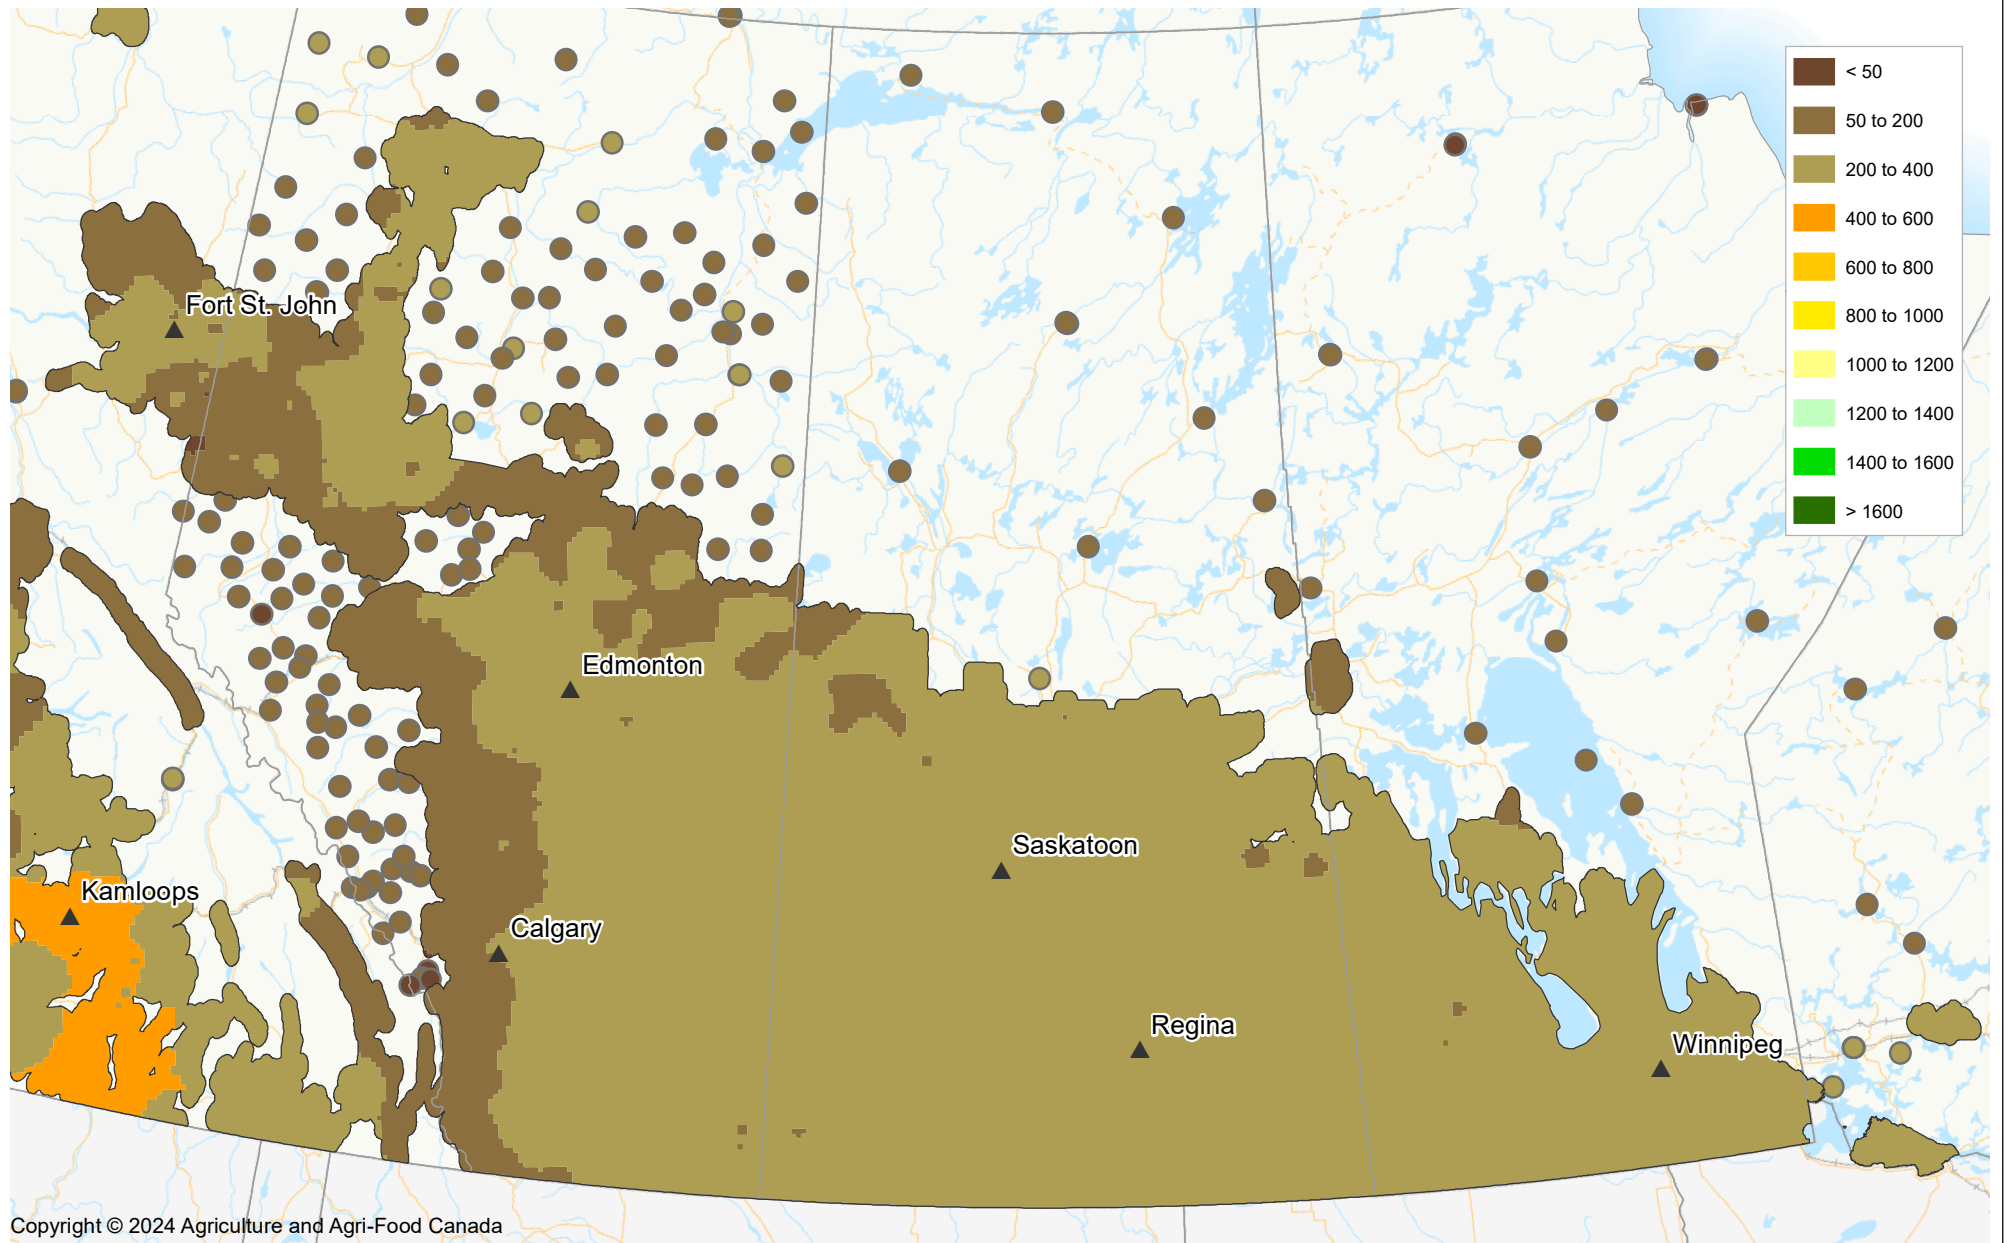 < 50
50 to 200
200 to 400
400 to 600
600 to 800
800 to 1000
1000 to 1200
1200 to 1400
1400 to 1600
> 1600
Fort St. John
Edmonton
Saskatoon
Kamloops
Calgary
Regina
Winnipeg
Copyright © 2024 Agriculture and Agri-Food Canada